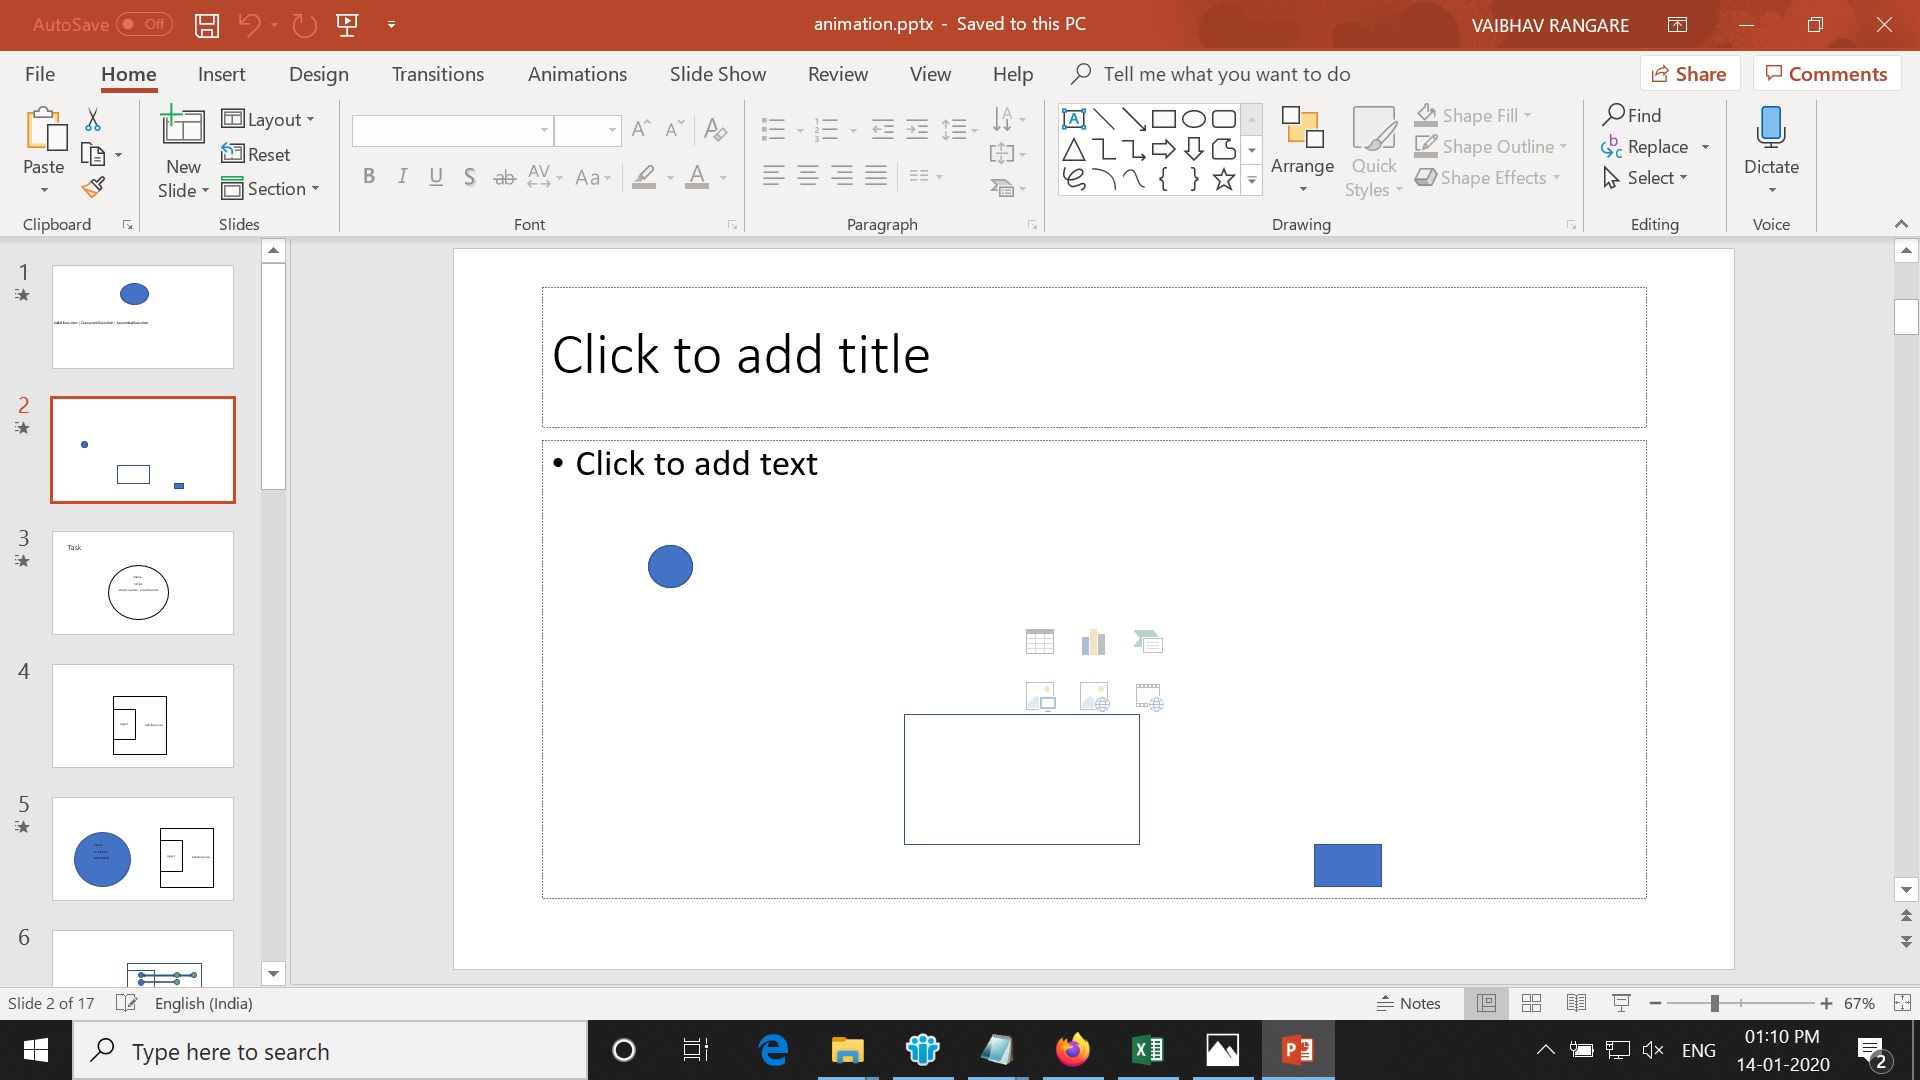 AutoSave Off
animation.pptx - Saved to this PC
VAIBHAV RANGARE
File Home Insert Design Transitions Animations Slide Show Review View Help Tell me what you want to do
Share Comments
Paste
New Slide
Layout
Reset
Section
B I U S ab AV Aa A
Arrange
Quick Styles
Shape Fill
Shape Outline
Shape Effects
Find
Replace
Select
Dictate
Clipboard Slides Font Paragraph Drawing Editing Voice
1
2
3
Task
4
5
6
Click to add title
• Click to add text
Slide 2 of 17 English (India)
Notes 67%
Type here to search
ENG
01:10 PM
14-01-2020
2